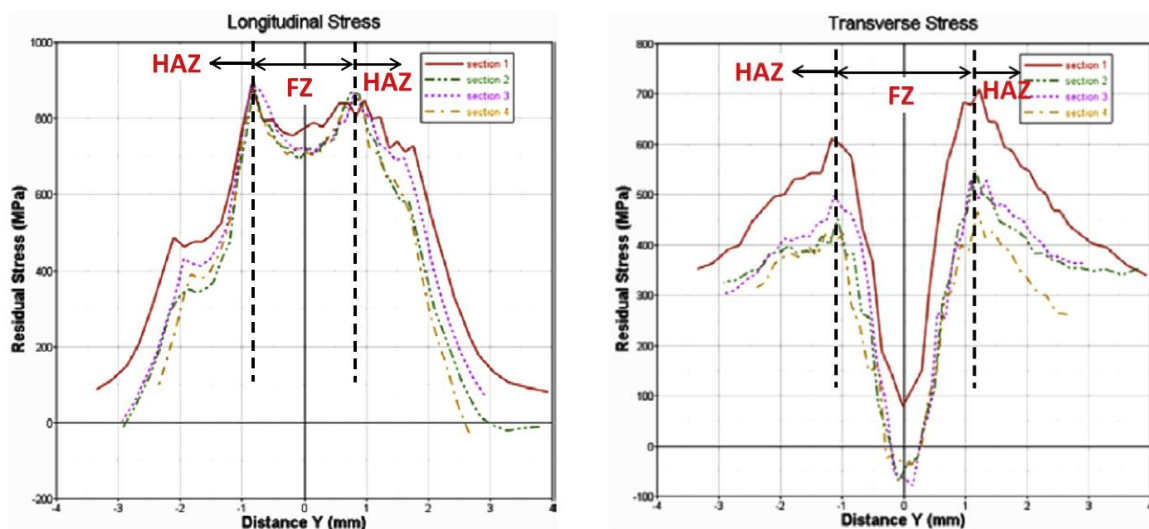 Longitudinal Stress
1000
800
600
400
200
0
-200
Residual Stress (MPa)
HAZ
FZ
HAZ
section 1
section 2
section 3
section 4
-4 -3 -2 -1 0 1 2 3 4
Distance Y (mm)
Transverse Stress
800
700
600
500
400
300
200
100
0
-100
Residual Stress (MPa)
HAZ
FZ
HAZ
section 1
section 2
section 3
section 4
-4 -3 -2 -1 0 1 2 3 4
Distance Y (mm)